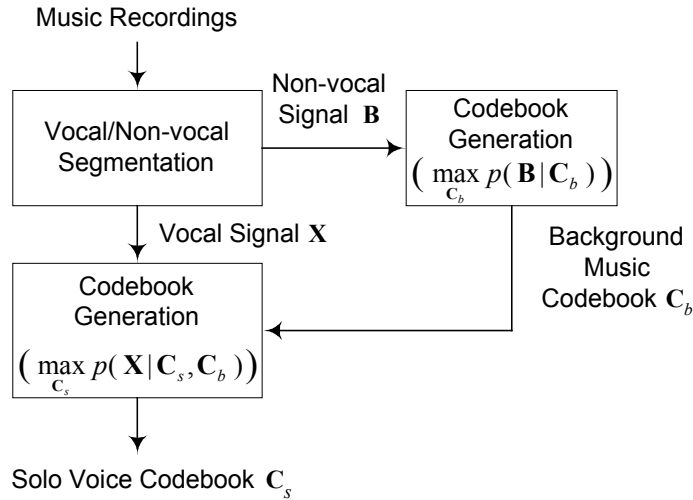 Music Recordings
Non-vocal
Signal B
Vocal/Non-vocal
Segmentation
Codebook
Generation
( max p( B | C_b ) )
C_b
Vocal Signal X
Background
Music
Codebook C_b
Codebook
Generation
( max p( X | C_s, C_b ) )
C_s
Solo Voice Codebook C_s